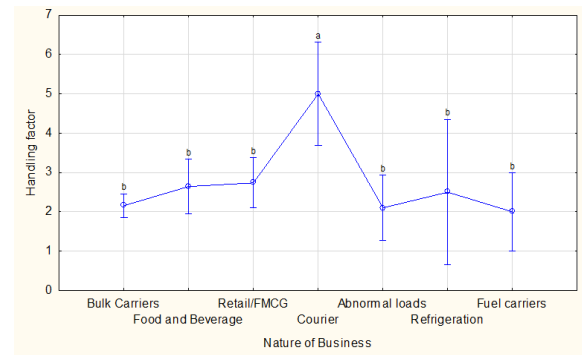 7
6
5
4
3
2
1
0
Handling factor
b
b
b
a
b
b
b
Bulk Carriers
Retail/FMCG
Abnormal loads
Fuel carriers
Food and Beverage
Courier
Refrigeration
Nature of Business